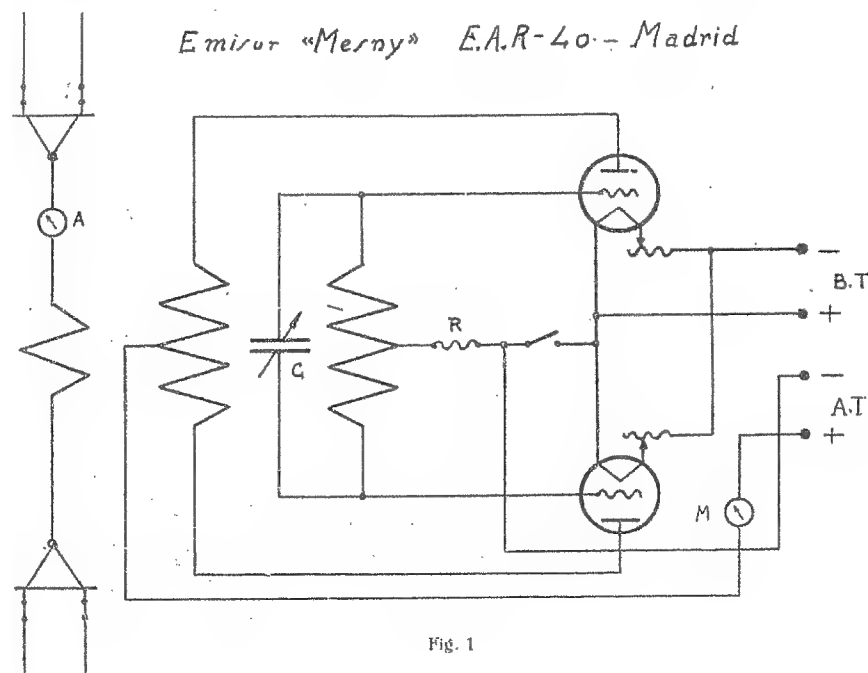 Emisor «Mesny» E.A.R-40.- Madrid
A
R
C
- B.T
+
- A.T
+
M
Fig. 1